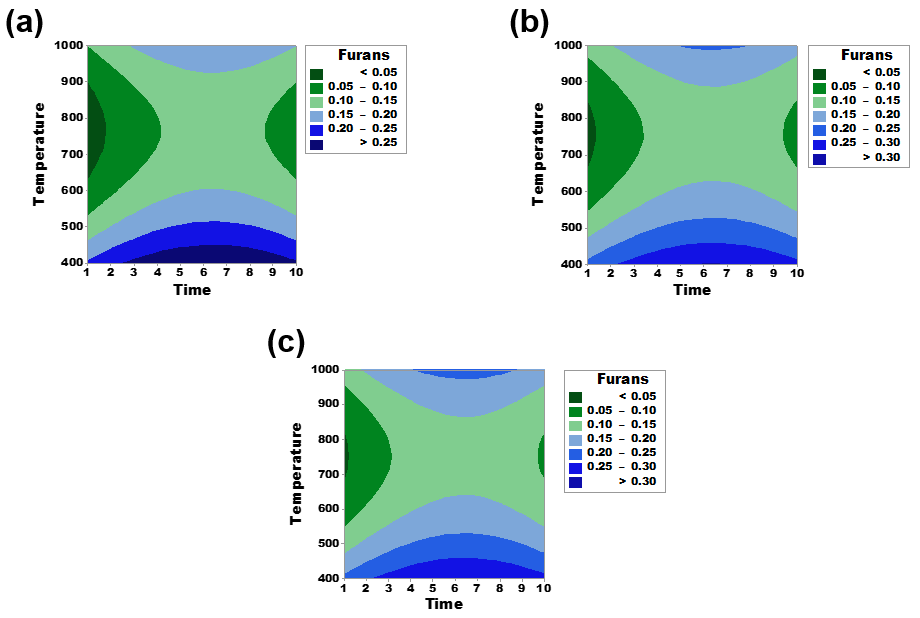 (a)
Furans
< 0.05
0.05 – 0.10
0.10 – 0.15
0.15 – 0.20
0.20 – 0.25
> 0.25
Temperature
1000
900
800
700
600
500
400
1 2 3 4 5 6 7 8 9 10
Time
(b)
Furans
< 0.05
0.05 – 0.10
0.10 – 0.15
0.15 – 0.20
0.20 – 0.25
0.25 – 0.30
> 0.30
Temperature
1000
900
800
700
600
500
400
1 2 3 4 5 6 7 8 9 10
Time
(c)
Furans
< 0.05
0.05 – 0.10
0.10 – 0.15
0.15 – 0.20
0.20 – 0.25
0.25 – 0.30
> 0.30
Temperature
1000
900
800
700
600
500
400
1 2 3 4 5 6 7 8 9 10
Time